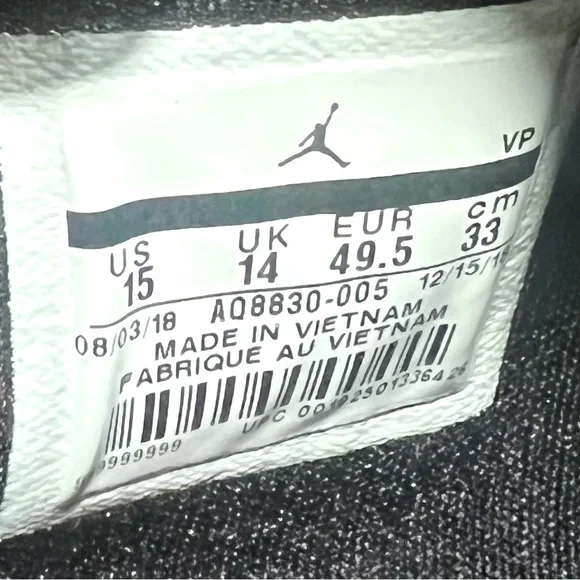 VP
US UK EUR cm
15 14 49.5 33
08/03/18 AQ8830-005
MADE IN VIETNAM
FABRIQUE AU VIETNAM
UPC